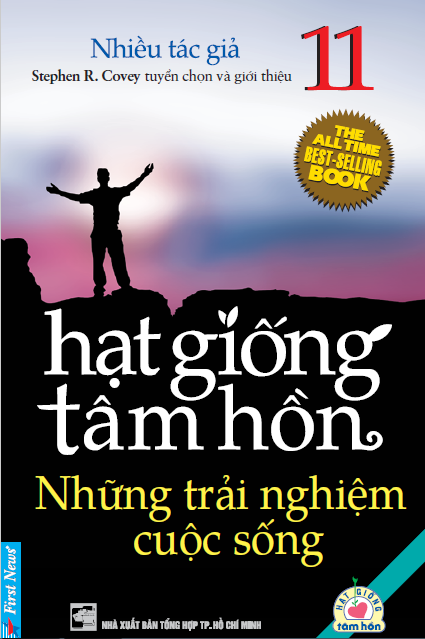 Nhiều tác giả
Stephen R. Covey tuyển chọn và giới thiệu
11
THE
ALL TIME
BEST-SELLING
BOOK
hạt giống
tâm hồn
Những trải nghiệm
cuộc sống
First News®
NHÀ XUẤT BẢN TỔNG HỢP TP. HỒ CHÍ MINH
HẠT GIỐNG
tâm hồn